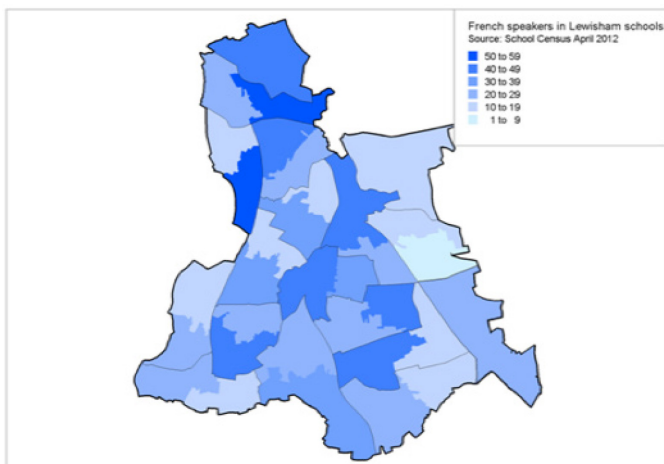 French speakers in Lewisham schools
Source: School Census April 2012
50 to 59
40 to 49
30 to 39
20 to 29
10 to 19
1 to 9